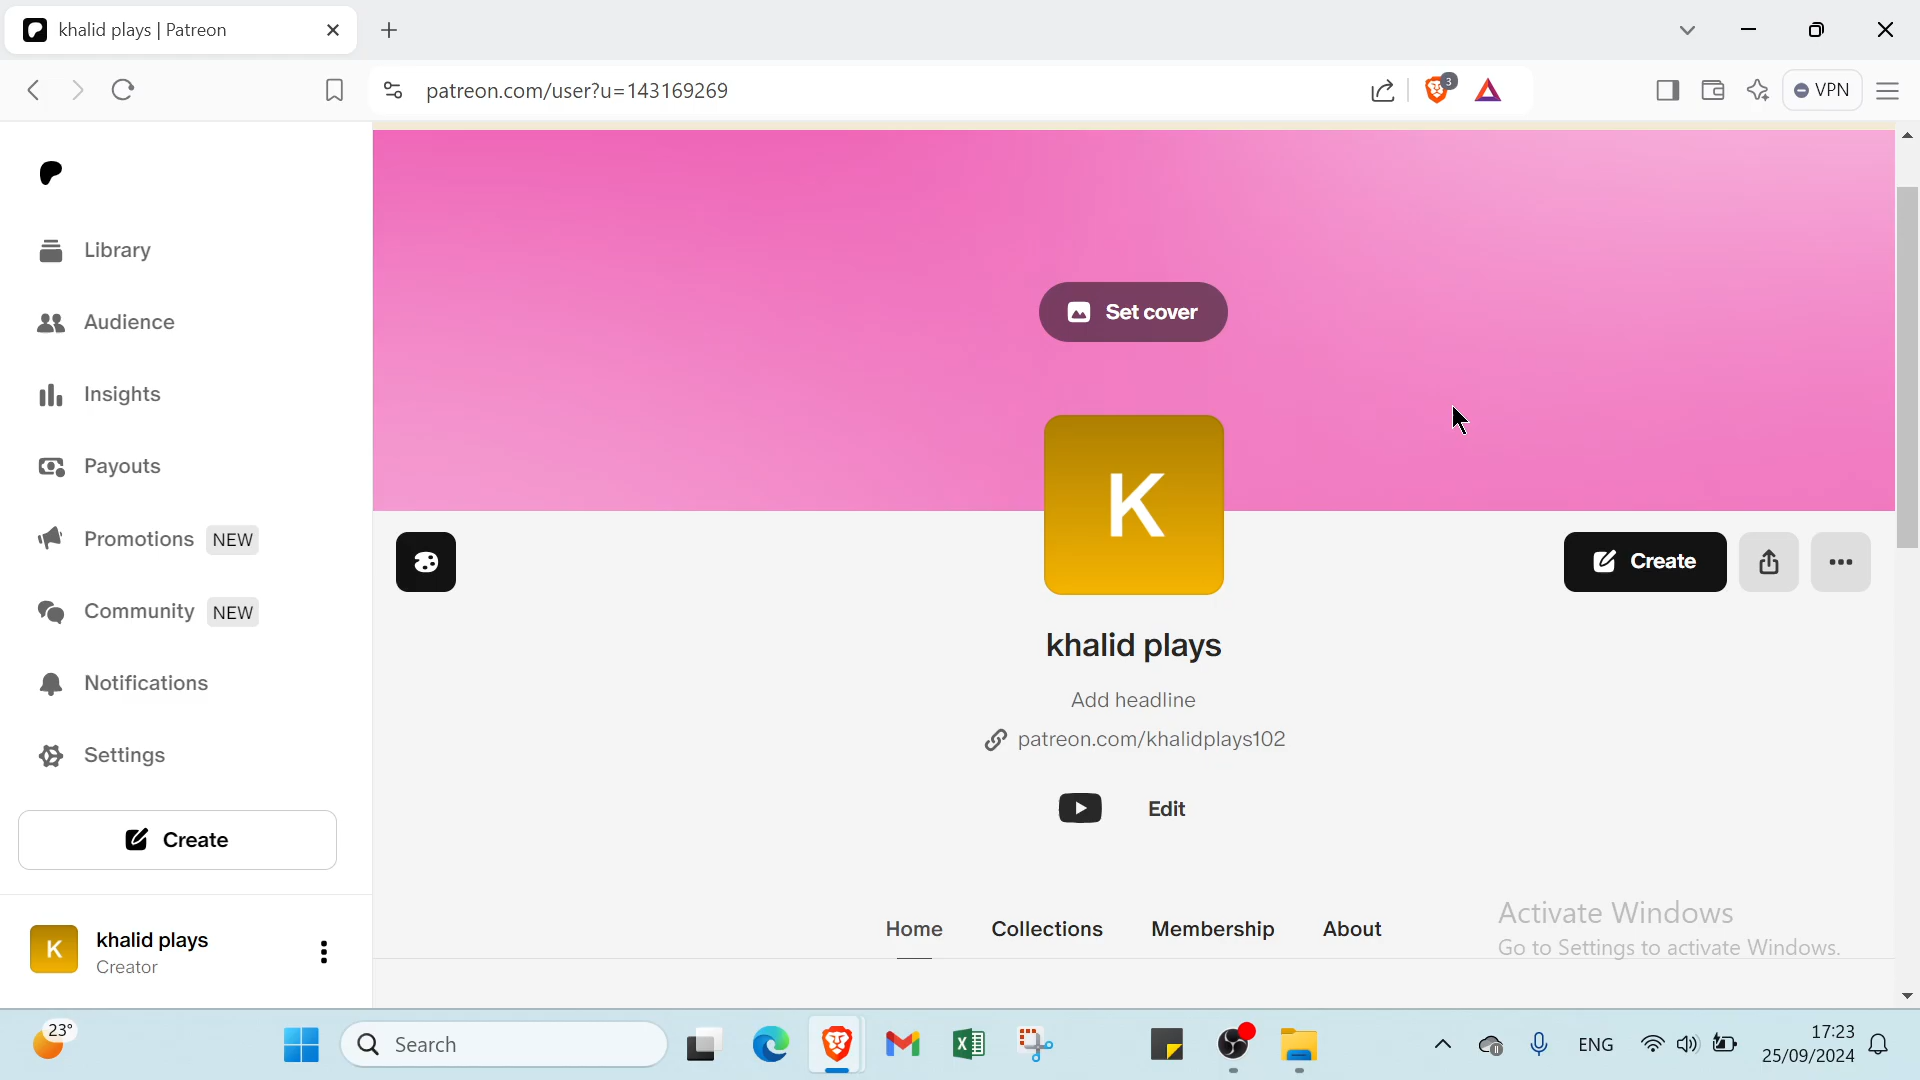 khalid plays | Patreon
patreon.com/user?u=143169269
3
VPN
Library
Audience
Insights
Payouts
Promotions NEW
Community NEW
Notifications
Settings
Create
K
khalid plays
Creator
Set cover
K
Create
khalid plays
Add headline
patreon.com/khalidplays102
Edit
Home Collections Membership About
Activate Windows
Go to Settings to activate Windows.
23°
Search
ENG
17:23
25/09/2024